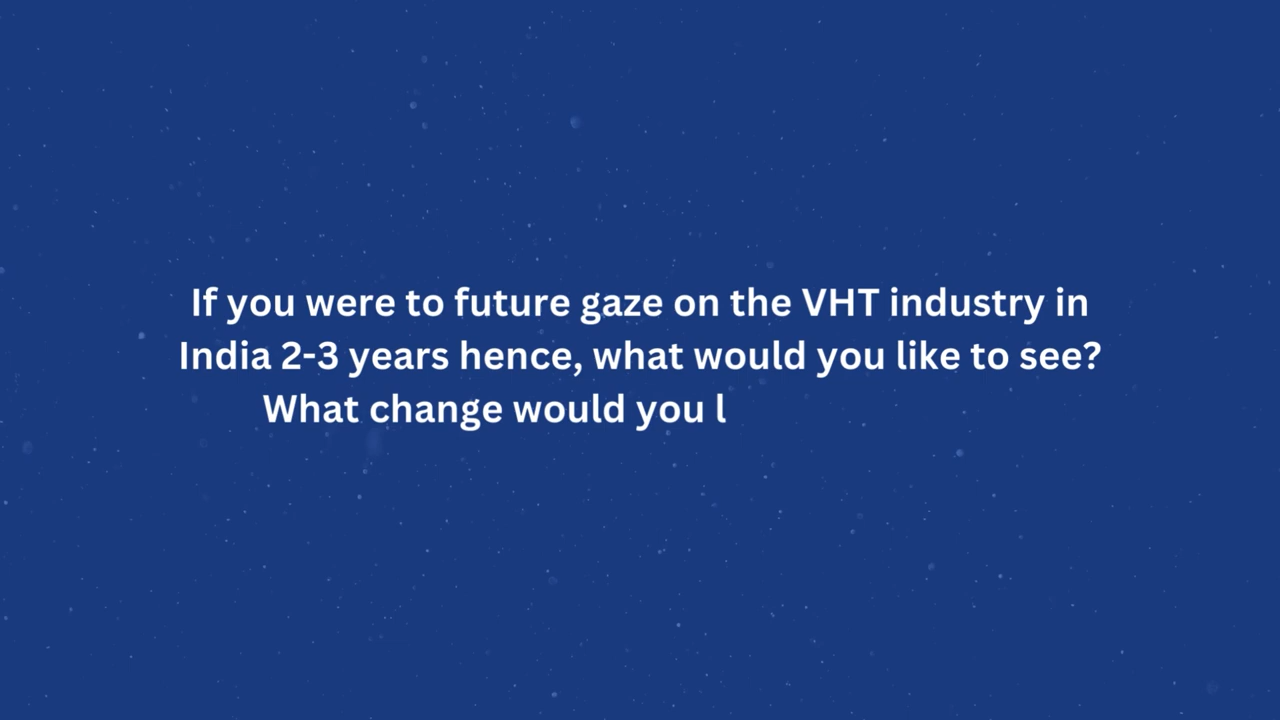 If you were to future gaze on the VHT industry in
India 2-3 years hence, what would you like to see?
What change would you l